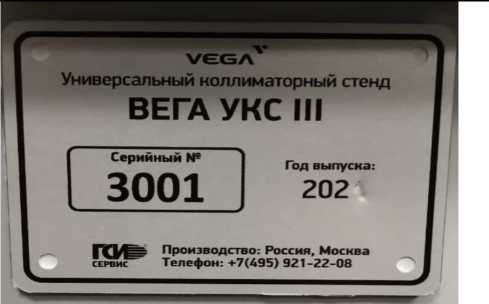 VEGA
Универсальный коллиматорный стенд
ВЕГА УКС III
Серийный №
3001
Год выпуска:
202
ГСИ
СЕРВИС
Производство: Россия, Москва
Телефон: +7(495) 921-22-08